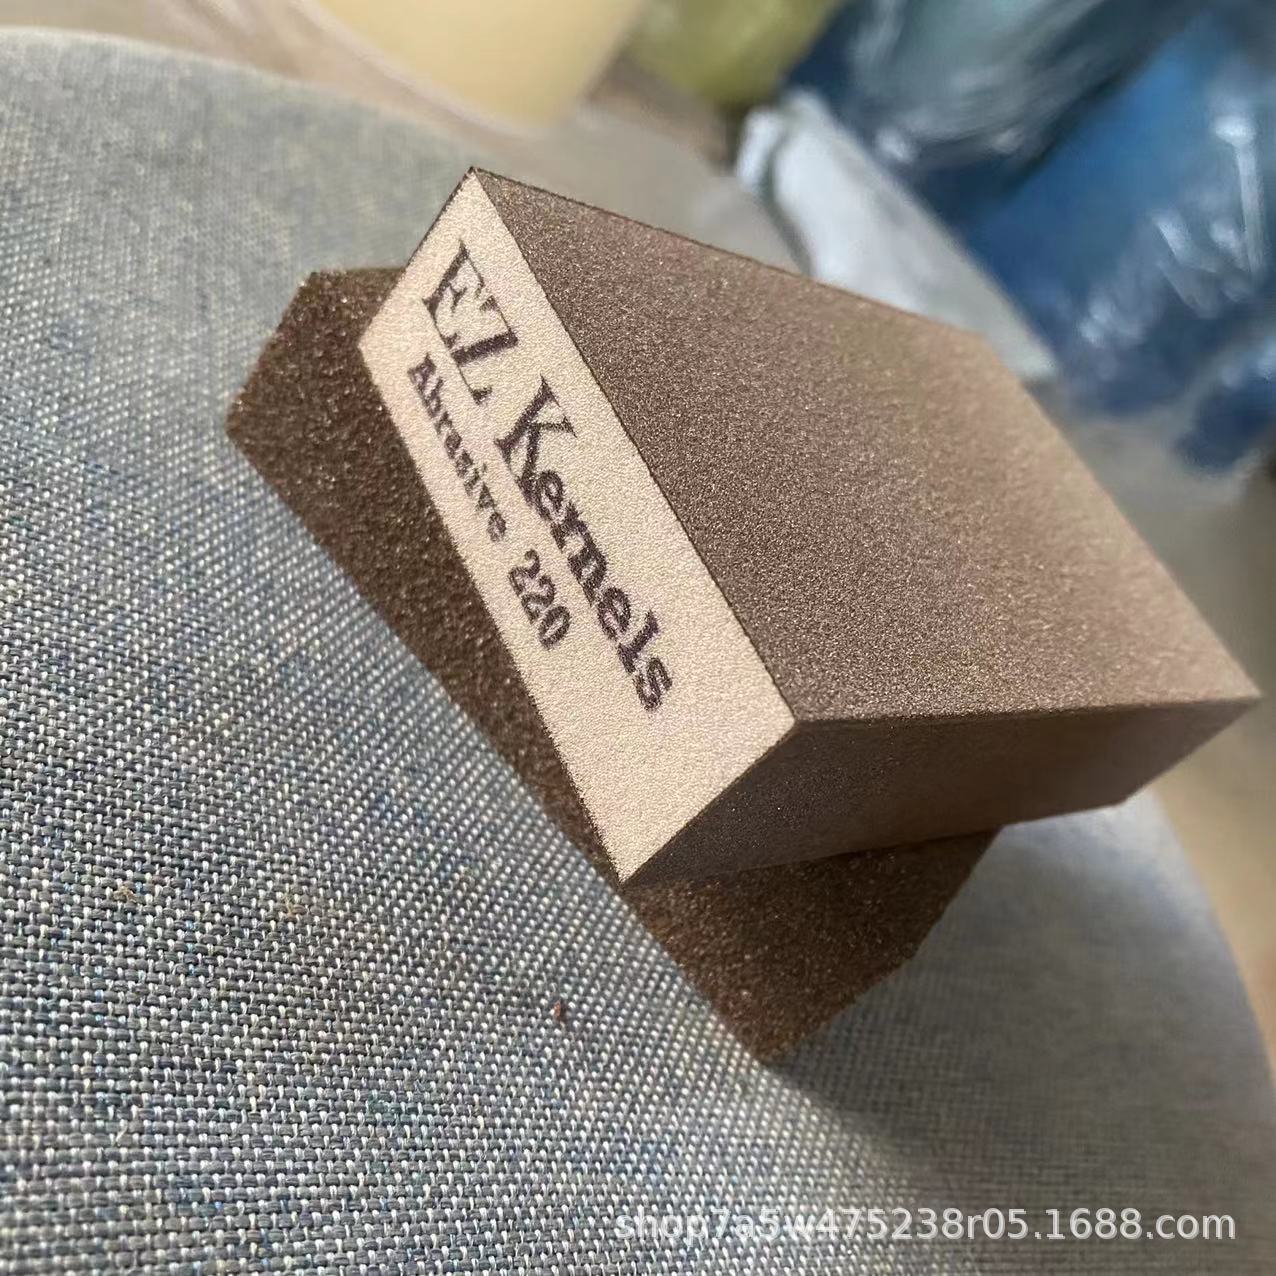 EZ Kernels
Abrasive 220
shop7a5w475238r05.1688.com